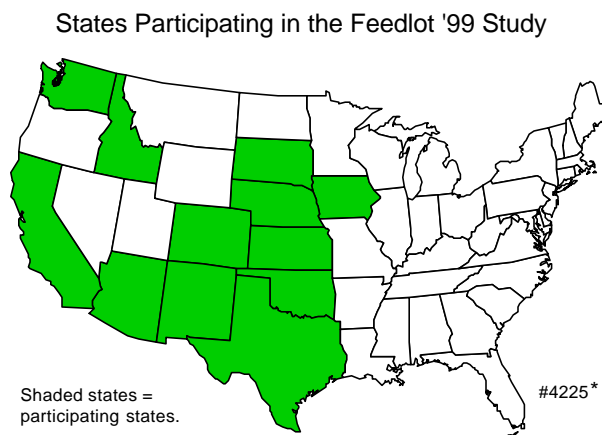 States Participating in the Feedlot '99 Study
Shaded states =
participating states.
#4225*